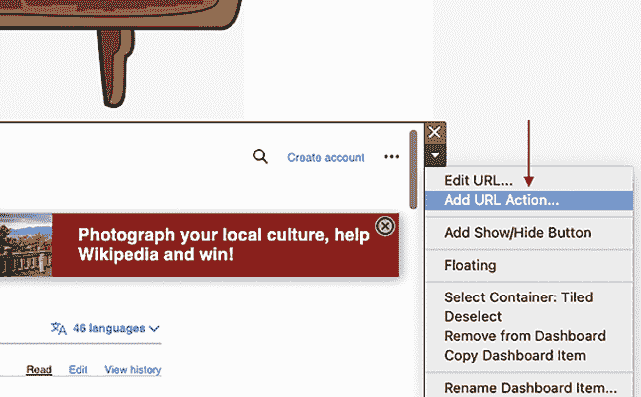 Create account
Edit URL...
Add URL Action...
Add Show/Hide Button
Photograph your local culture, help
Wikipedia and win!
Floating
Select Container: Tiled
Deselect
Remove from Dashboard
Copy Dashboard Item
Rename Dashboard Item...
46 languages
Read Edit View history